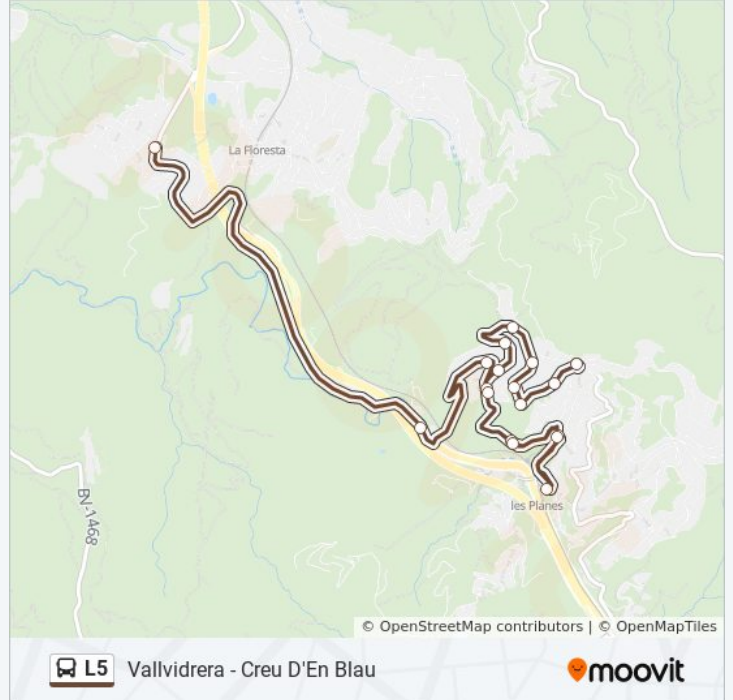 La Floresta
les Planes
BV-1468
© OpenStreetMap contributors | © OpenMapTiles
L5 Vallvidrera - Creu D'En Blau
moovit